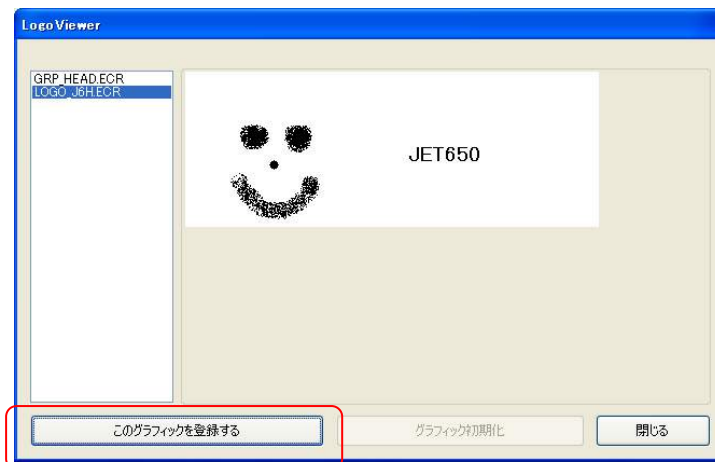 LogoViewer
GRP_HEAD.ECR
LOGO_J6H.ECR
JET650
このグラフィックを登録する
グラフィック初期化
閉じる